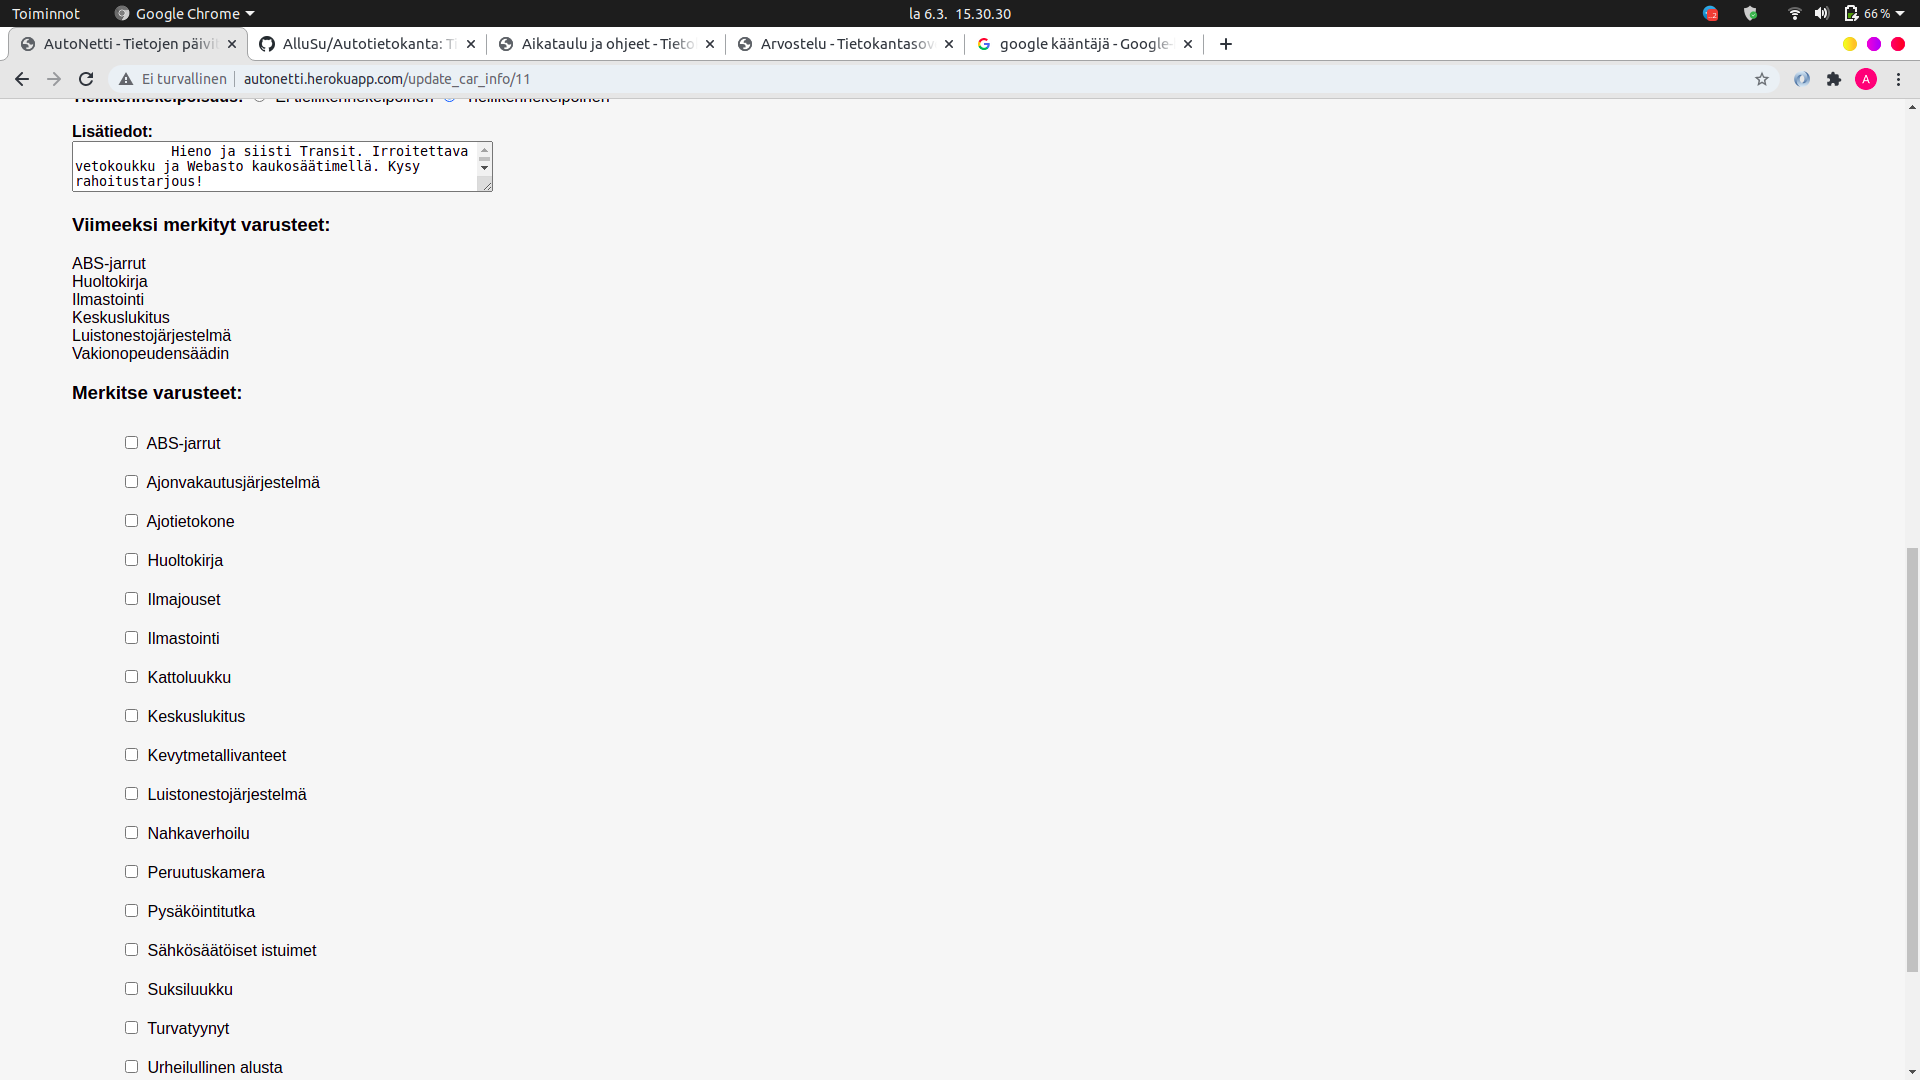 Toiminnot
Google Chrome
la 6.3. 15.30.30
66 %
AutoNetti - Tietojen päivit
AlluSu/Autotietokanta: Ti
Aikataulu ja ohjeet - Tieto
Arvostelu - Tietokantasov
google kääntäjä - Google-
Ei turvallinen
autonetti.herokuapp.com/update_car_info/11
A
Tieliikennekelpoisuus: Ei tieliikennekelpoinen Tieliikennekelpoinen
Lisätiedot:
Hieno ja siisti Transit. Irroitettava
vetokoukku ja Webasto kaukosäätimellä. Kysy
rahoitustarjous!
Viimeeksi merkityt varusteet:
ABS-jarrut
Huoltokirja
Ilmastointi
Keskuslukitus
Luistonestojärjestelmä
Vakionopeudensäädin
Merkitse varusteet:
ABS-jarrut
Ajonvakautusjärjestelmä
Ajotietokone
Huoltokirja
Ilmajouset
Ilmastointi
Kattoluukku
Keskuslukitus
Kevytmetallivanteet
Luistonestojärjestelmä
Nahkaverhoilu
Peruutuskamera
Pysäköintitutka
Sähkösäätöiset istuimet
Suksiluukku
Turvatyynyt
Urheilullinen alusta